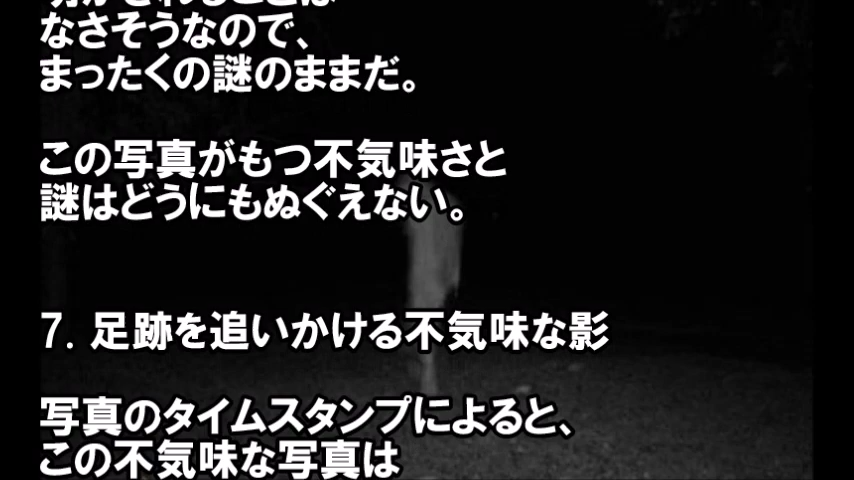 なさそうなので、
まったくの謎のままだ。
この写真がもつ不気味さと
謎はどうにもぬぐえない。
7. 足跡を追いかける不気味な影
写真のタイムスタンプによると、
この不気味な写真は